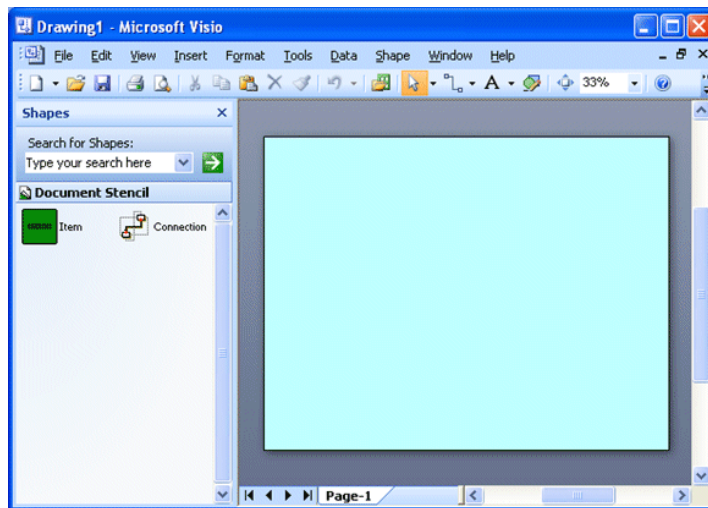 Drawing1 - Microsoft Visio
File Edit View Insert Format Tools Data Shape Window Help
A 33%
Shapes
Search for Shapes:
Type your search here
Document Stencil
Item Connection
Page-1